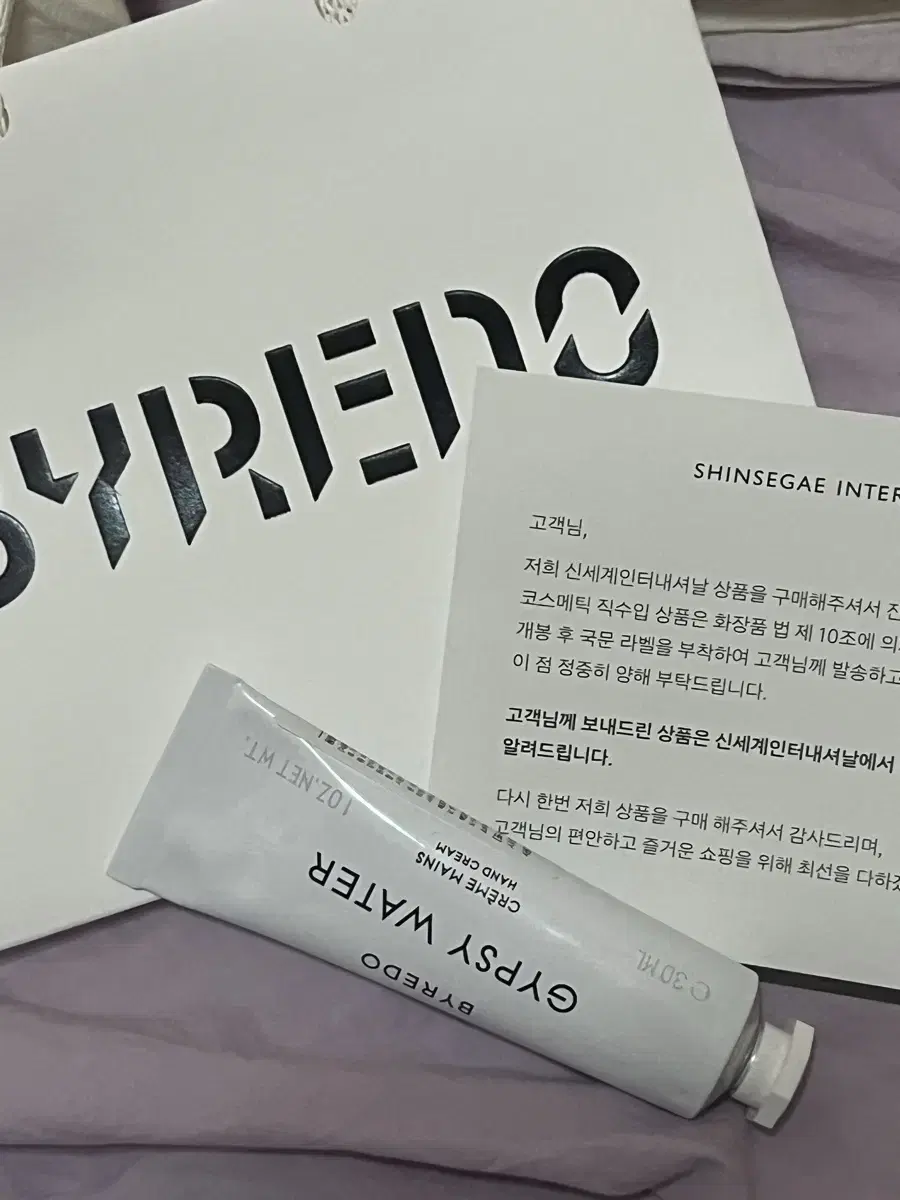 BYREDO
SHINSEGAE INTER
고객님,
저희 신세계인터내셔날 상품을 구매해주셔서
코스메틱 직수입 상품은 화장품 법 제 10조에
개봉 후 국문 라벨을 부착하여 고객님께 발송하고
이 점 정중히 양해 부탁드립니다.
고객님께 보내드린 상품은 신세계인터내셔날에서
알려드립니다.
다시 한번 저희 상품을 구매 해주셔서 감사드리며,
고객님의 편안하고 즐거운 쇼핑을 위해 최선을
BYREDO
GYPSY WATER
CRÈME MAINS
HAND CREAM
30 ML
1 OZ. NET WT.